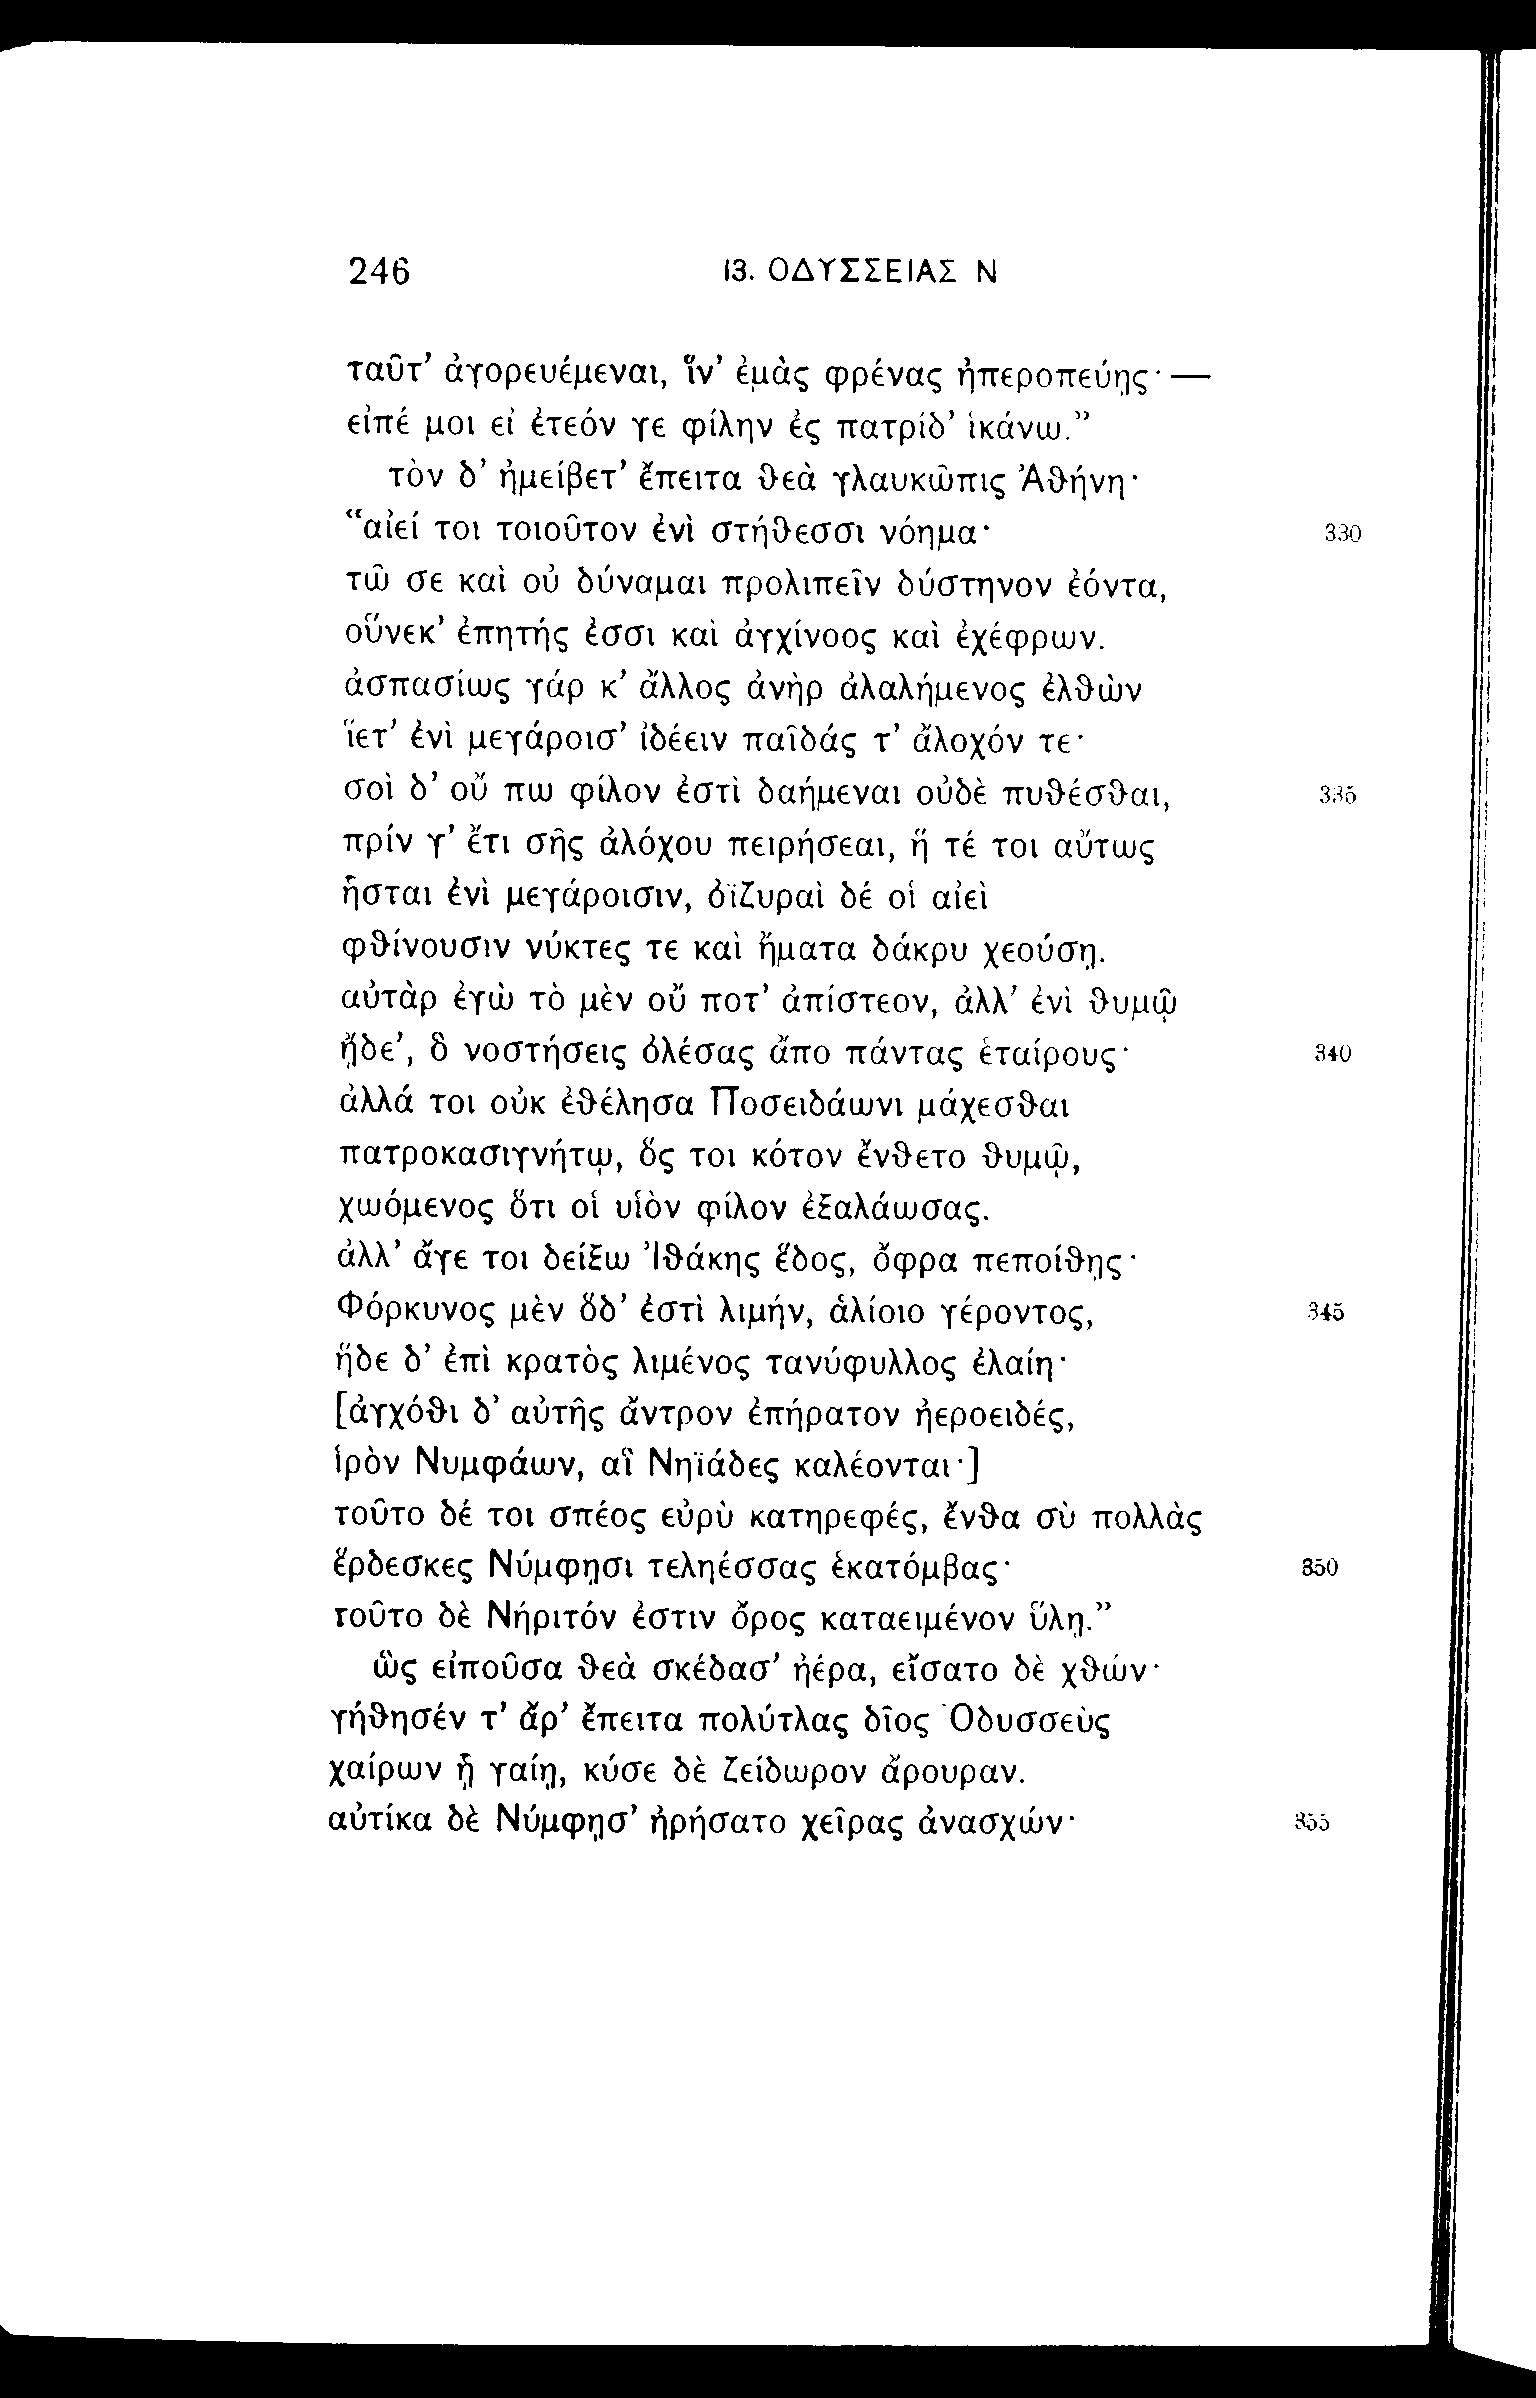 246 13. ΟΔΥΣΣΕΙΑΣ Ν
ταῦτ’ ἀγορευέμεναι, ἵν’ ἐμὰς φρένας ἠπεροπεύῃς· —
εἰπέ μοι εἰ ἐτεόν γε φίλην ἐς πατρίδ’ ἱκάνω.”
τὸν δ’ ἠμείβετ’ ἔπειτα θεὰ γλαυκῶπις Ἀθήνη·
“αἰεί τοι τοιοῦτον ἐνὶ στήθεσσι νόημα· 330
τῶ σε καὶ οὐ δύναμαι προλιπεῖν δύστηνον ἐόντα,
οὕνεκ’ ἐπητής ἐσσι καὶ ἀγχίνοος καὶ ἐχέφρων.
ἀσπασίως γάρ κ’ ἄλλος ἀνὴρ ἀλαλήμενος ἐλθὼν
ἵετ’ ἐνὶ μεγάροισ’ ἰδέειν παῖδάς τ’ ἄλοχόν τε·
σοὶ δ’ οὔ πω φίλον ἐστὶ δαήμεναι οὐδὲ πυθέσθαι, 335
πρίν γ’ ἔτι σῆς ἀλόχου πειρήσεαι, ἥ τέ τοι αὔτως
ἧσται ἐνὶ μεγάροισιν, ὀϊζυραὶ δέ οἱ αἰεὶ
φθίνουσιν νύκτες τε καὶ ἤματα δάκρυ χεούσῃ.
αὐτὰρ ἐγὼ τὸ μὲν οὔ ποτ’ ἀπίστεον, ἀλλ’ ἐνὶ θυμῷ
ᾔδε’, ὃ νοστήσεις ὀλέσας ἄπο πάντας ἑταίρους· 340
ἀλλά τοι οὐκ ἐθέλησα Ποσειδάωνι μάχεσθαι
πατροκασιγνήτῳ, ὅς τοι κότον ἔνθετο θυμῷ,
χωόμενος ὅτι οἱ υἱὸν φίλον ἐξαλάωσας.
ἀλλ’ ἄγε τοι δείξω Ἰθάκης ἕδος, ὄφρα πεποίθῃς·
Φόρκυνος μὲν ὅδ’ ἐστὶ λιμήν, ἁλίοιο γέροντος, 345
ἥδε δ’ ἐπὶ κρατὸς λιμένος τανύφυλλος ἐλαίη·
[ἀγχόθι δ’ αὐτῆς ἄντρον ἐπήρατον ἠεροειδές,
ἱρὸν Νυμφάων, αἳ Νηϊάδες καλέονται·]
τοῦτο δέ τοι σπέος εὐρὺ κατηρεφές, ἔνθα σὺ πολλὰς
ἔρδεσκες Νύμφῃσι τεληέσσας ἑκατόμβας· 350
τοῦτο δὲ Νήριτόν ἐστιν ὄρος καταειμένον ὕλῃ.”
ὣς εἰποῦσα θεὰ σκέδασ’ ἠέρα, εἴσατο δὲ χθών·
γήθησέν τ’ ἄρ’ ἔπειτα πολύτλας δῖος Ὀδυσσεὺς
χαίρων ᾗ γαίῃ, κύσε δὲ ζείδωρον ἄρουραν.
αὐτίκα δὲ Νύμφῃσ’ ἠρήσατο χεῖρας ἀνασχών· 355